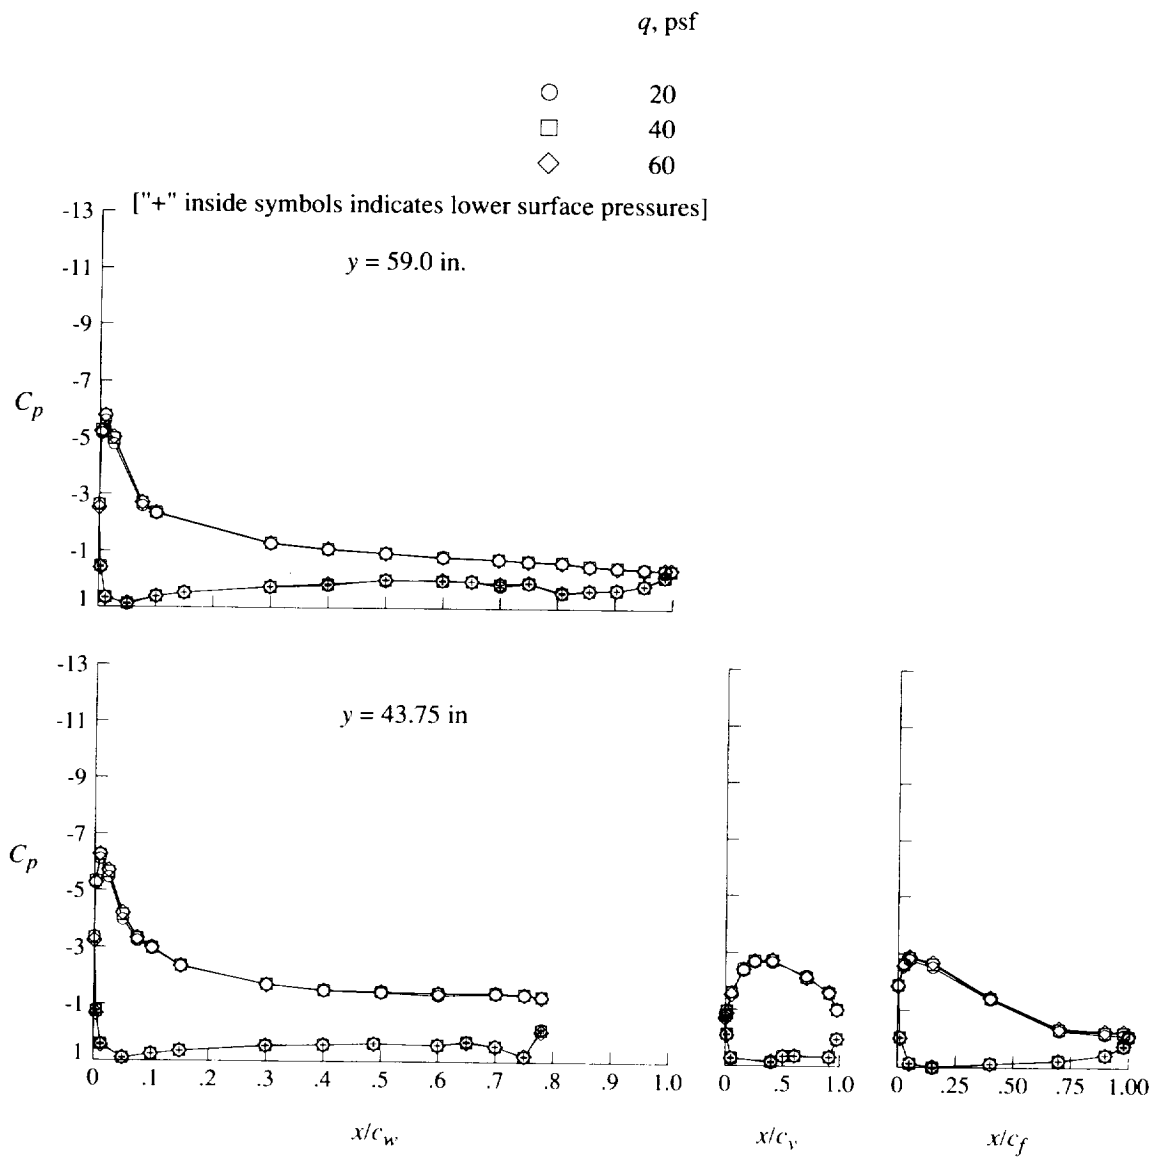 q, psf
20
40
60
["+" inside symbols indicates lower surface pressures]
y = 59.0 in.
-13
-11
-9
-7
-5
-3
-1
1
C_p
y = 43.75 in
-13
-11
-9
-7
-5
-3
-1
1
C_p
0 .1 .2 .3 .4 .5 .6 .7 .8 .9 1.0
0 .5 1.0
0 .25 .50 .75 1.00
x/c_w
x/c_v
x/c_f